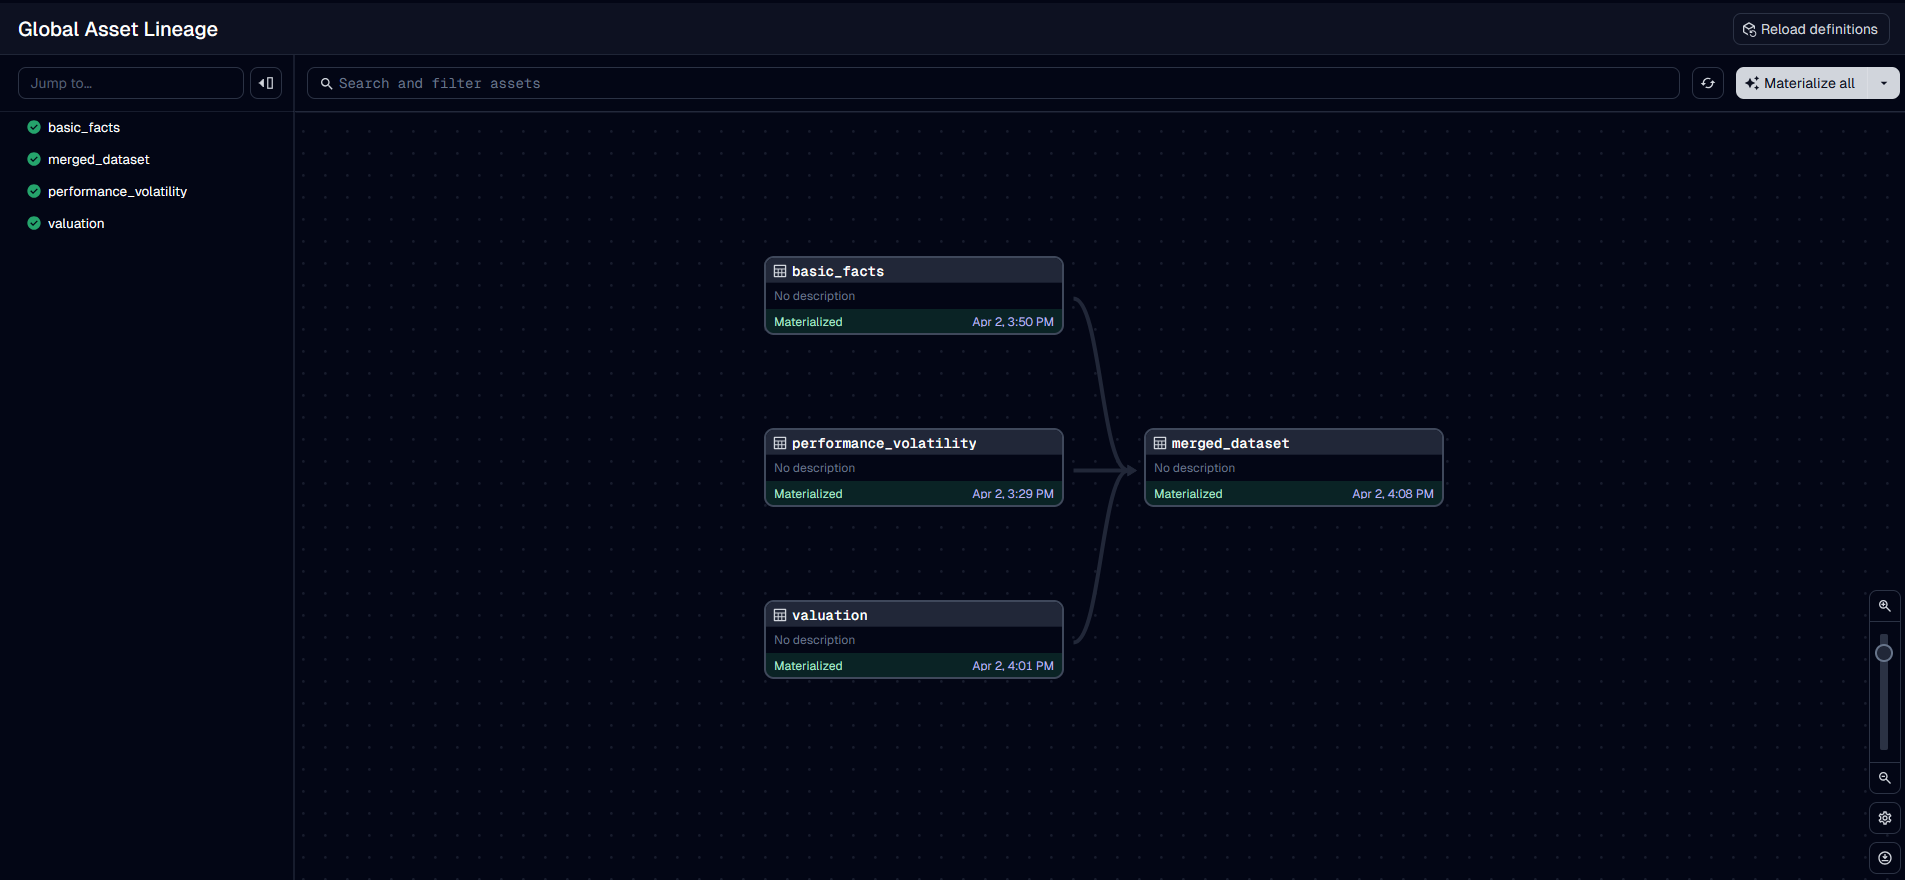 Global Asset Lineage
Reload definitions
Jump to…
Search and filter assets
Materialize all
basic_facts
merged_dataset
performance_volatility
valuation
basic_facts
No description
Materialized Apr 2, 3:50 PM
performance_volatility
No description
Materialized Apr 2, 3:29 PM
merged_dataset
No description
Materialized Apr 2, 4:08 PM
valuation
No description
Materialized Apr 2, 4:01 PM